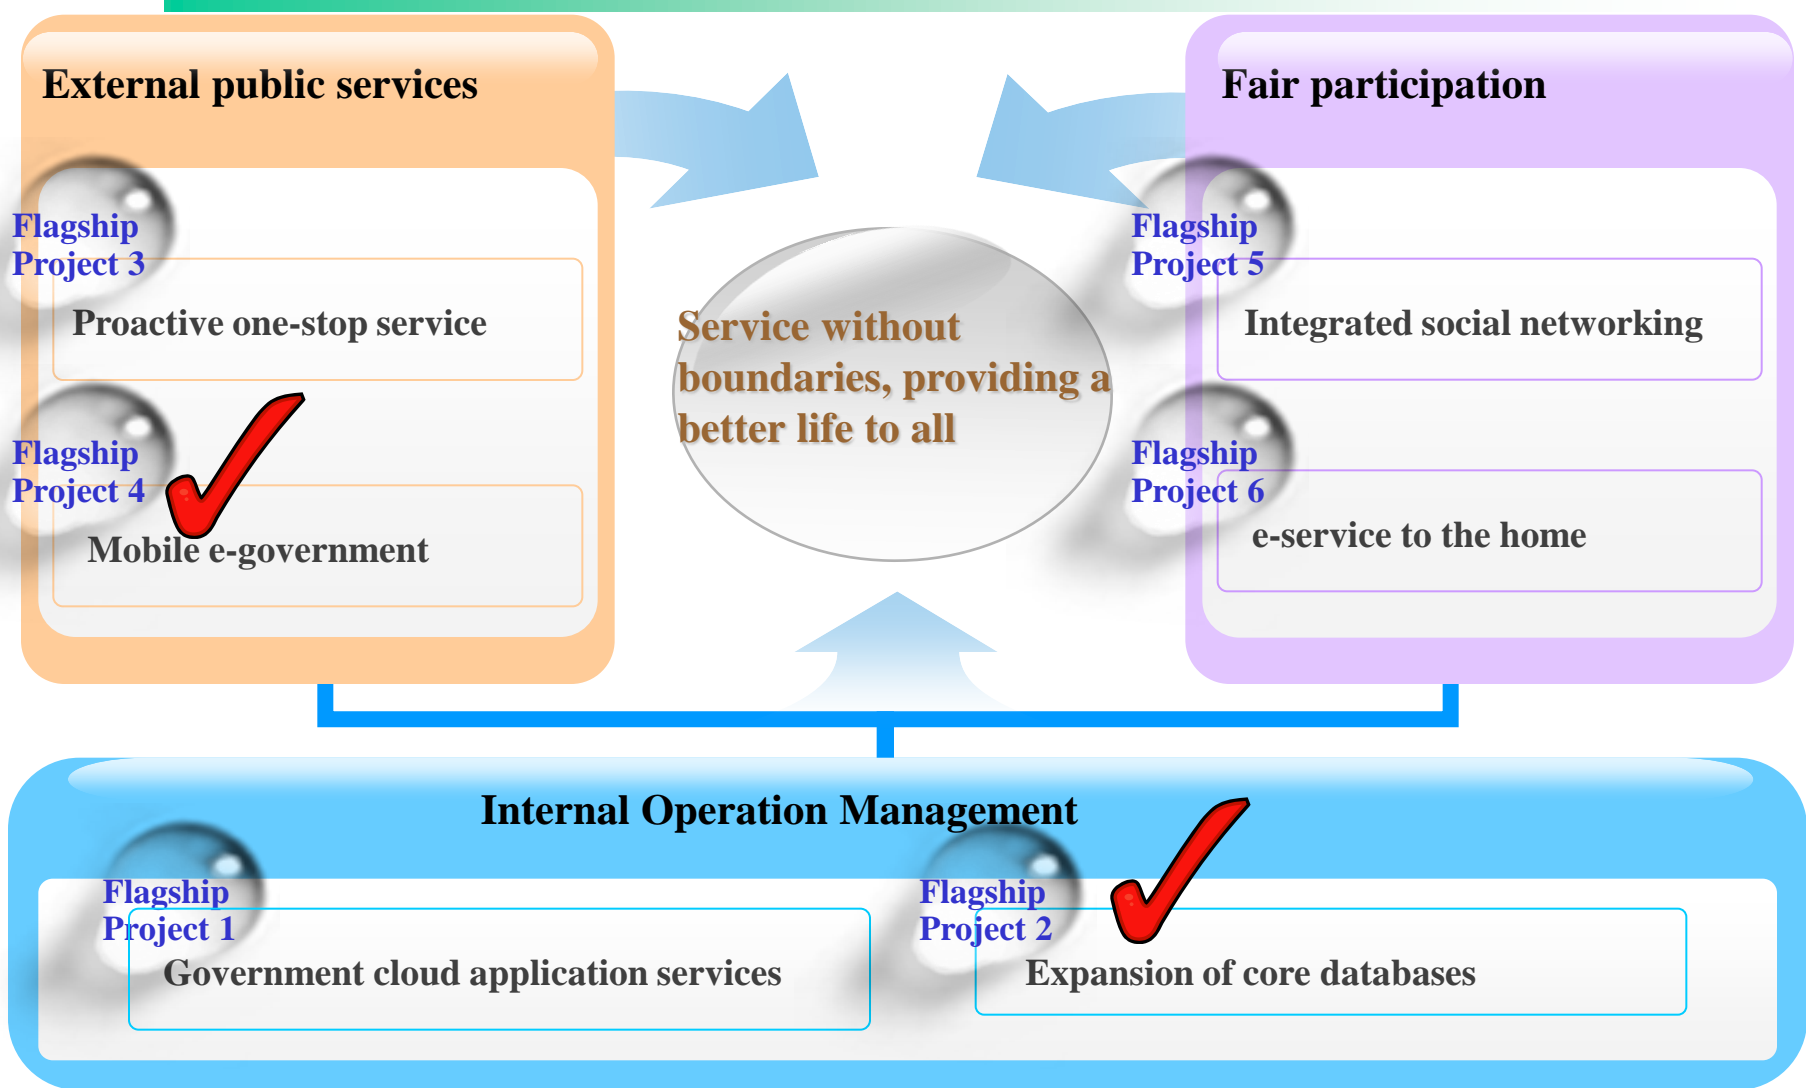 External public services
Flagship
Project 3
Proactive one-stop service
Flagship
Project 4
Mobile e-government
Service without
boundaries, providing a
better life to all
Fair participation
Flagship
Project 5
Integrated social networking
Flagship
Project 6
e-service to the home
Internal Operation Management
Flagship
Project 1
Government cloud application services
Flagship
Project 2
Expansion of core databases